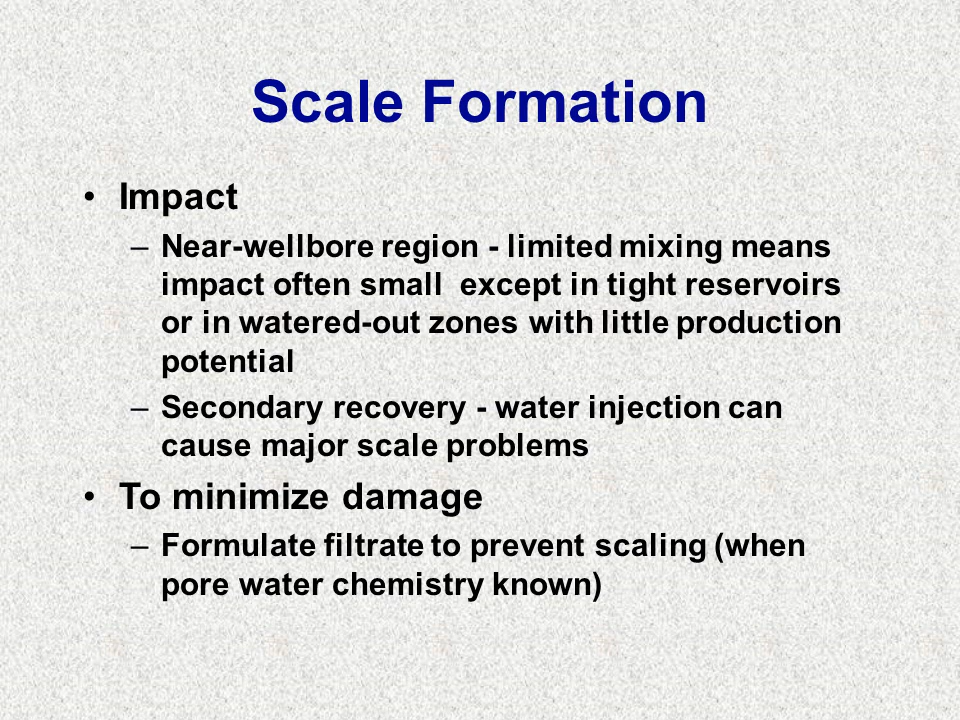 Scale Formation
• Impact
– Near-wellbore region - limited mixing means
impact often small  except in tight reservoirs
or in watered-out zones with little production
potential
– Secondary recovery - water injection can
cause major scale problems
• To minimize damage
– Formulate filtrate to prevent scaling (when
pore water chemistry known)